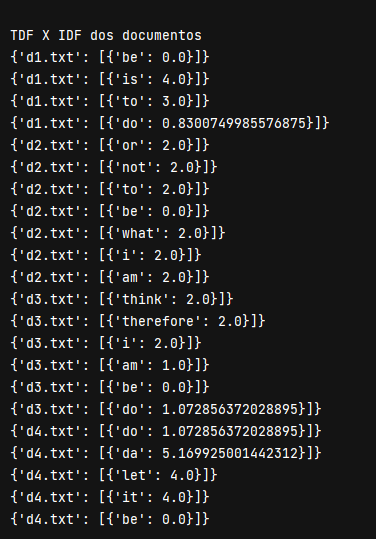 TDF X IDF dos documentos
{'d1.txt': [{'be': 0.0}]}
{'d1.txt': [{'is': 4.0}]}
{'d1.txt': [{'to': 3.0}]}
{'d1.txt': [{'do': 0.8300749985576875}]}
{'d2.txt': [{'or': 2.0}]}
{'d2.txt': [{'not': 2.0}]}
{'d2.txt': [{'to': 2.0}]}
{'d2.txt': [{'be': 0.0}]}
{'d2.txt': [{'what': 2.0}]}
{'d2.txt': [{'i': 2.0}]}
{'d2.txt': [{'am': 2.0}]}
{'d3.txt': [{'think': 2.0}]}
{'d3.txt': [{'therefore': 2.0}]}
{'d3.txt': [{'i': 2.0}]}
{'d3.txt': [{'am': 1.0}]}
{'d3.txt': [{'be': 0.0}]}
{'d3.txt': [{'do': 1.072856372028895}]}
{'d4.txt': [{'do': 1.072856372028895}]}
{'d4.txt': [{'da': 5.169925001442312}]}
{'d4.txt': [{'let': 4.0}]}
{'d4.txt': [{'it': 4.0}]}
{'d4.txt': [{'be': 0.0}]}